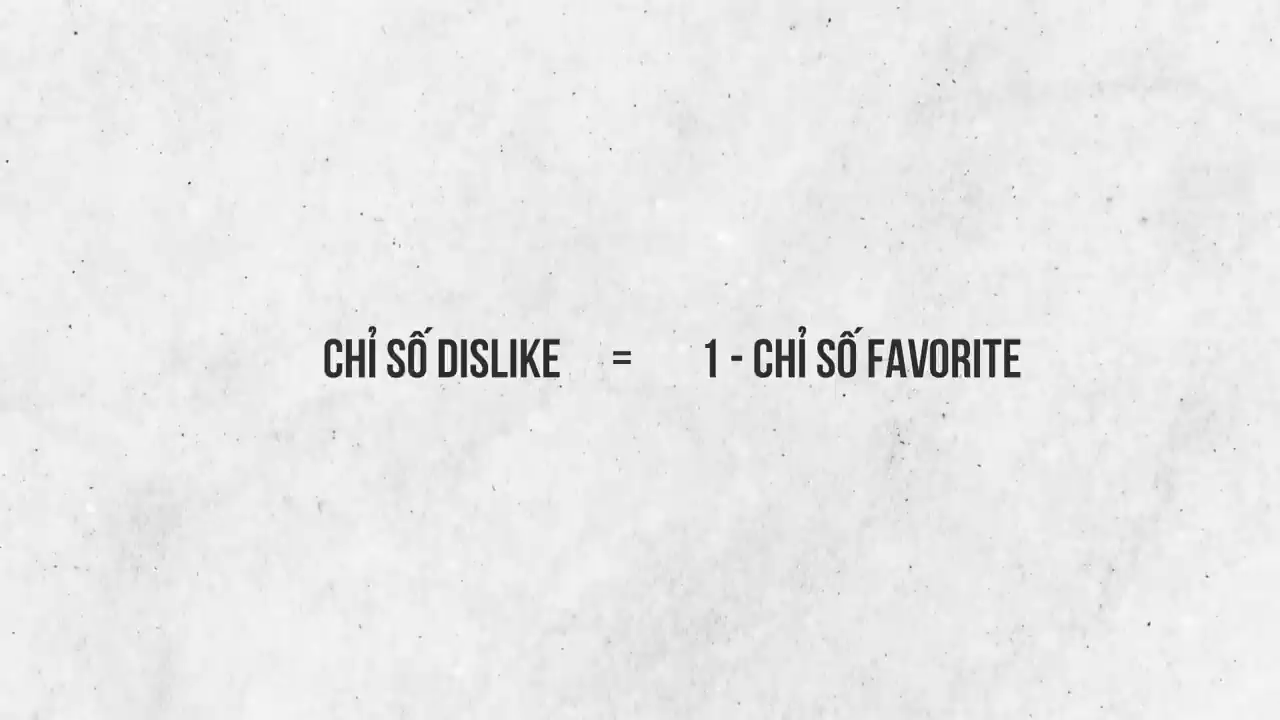 CHỈ SỐ DISLIKE = 1 - CHỈ SỐ FAVORITE